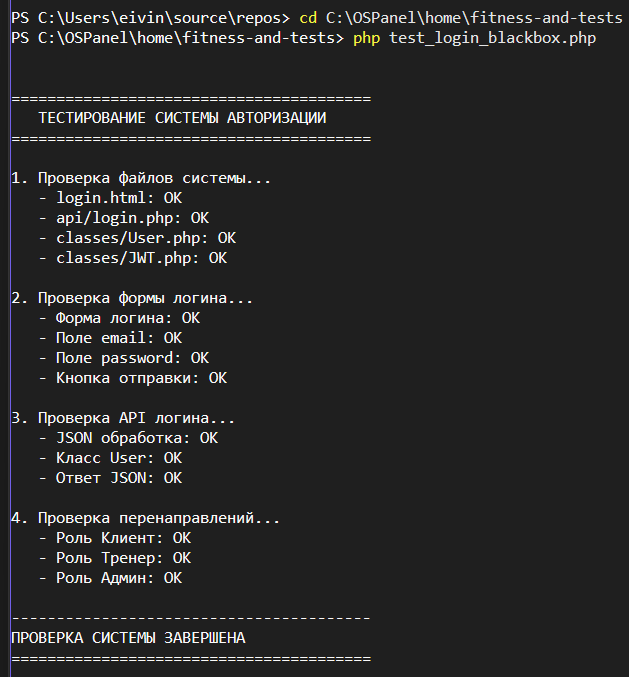 PS C:\Users\eivin\source\repos> cd C:\OSPanel\home\fitness-and-tests
PS C:\OSPanel\home\fitness-and-tests> php test_login_blackbox.php
========================================
ТЕСТИРОВАНИЕ СИСТЕМЫ АВТОРИЗАЦИИ
========================================
1. Проверка файлов системы...
- login.html: OK
- api/login.php: OK
- classes/User.php: OK
- classes/JWT.php: OK
2. Проверка формы логина...
- Форма логина: OK
- Поле email: OK
- Поле password: OK
- Кнопка отправки: OK
3. Проверка API логина...
- JSON обработка: OK
- Класс User: OK
- Ответ JSON: OK
4. Проверка перенаправлений...
- Роль Клиент: OK
- Роль Тренер: OK
- Роль Админ: OK
----------------------------------------
ПРОВЕРКА СИСТЕМЫ ЗАВЕРШЕНА
========================================